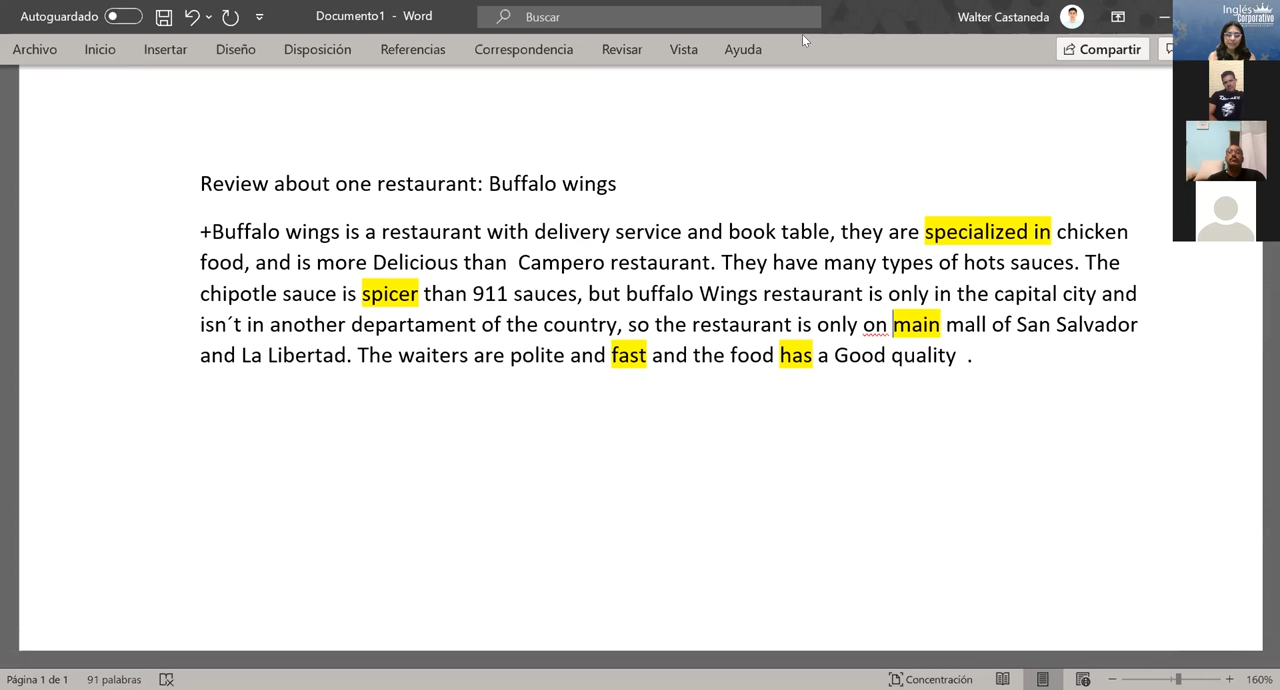 Autoguardado Documento1 - Word Buscar Walter Castaneda
Inglés
Corporativo
Archivo Inicio Insertar Diseño Disposición Referencias Correspondencia Revisar Vista Ayuda Compartir
Review about one restaurant: Buffalo wings
+Buffalo wings is a restaurant with delivery service and book table, they are specialized in chicken
food, and is more Delicious than Campero restaurant. They have many types of hots sauces. The
chipotle sauce is spicer than 911 sauces, but buffalo Wings restaurant is only in the capital city and
isn´t in another departament of the country, so the restaurant is only on main mall of San Salvador
and La Libertad. The waiters are polite and fast and the food has a Good quality .
Página 1 de 1 91 palabras Concentración 160%